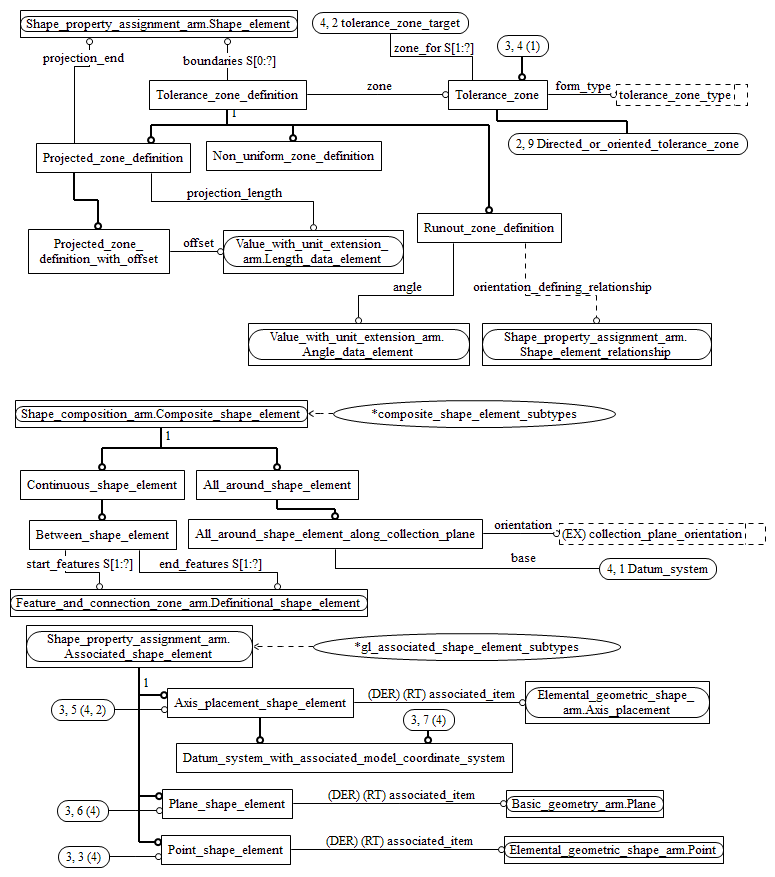 Shape_property_assignment_arm.Shape_element
4, 2 tolerance_zone_target
projection_end
boundaries S[0:?]
zone_for S[1:?]
3, 4 (1)
Tolerance_zone_definition
zone
Tolerance_zone
form_type
tolerance_zone_type
1
Projected_zone_definition
Non_uniform_zone_definition
2, 9 Directed_or_oriented_tolerance_zone
projection_length
Runout_zone_definition
Projected_zone_
definition_with_offset
offset
Value_with_unit_extension_
arm.Length_data_element
angle
orientation_defining_relationship
Value_with_unit_extension_arm.
Angle_data_element
Shape_property_assignment_arm.
Shape_element_relationship
Shape_composition_arm.Composite_shape_element
*composite_shape_element_subtypes
1
Continuous_shape_element
All_around_shape_element
Between_shape_element
All_around_shape_element_along_collection_plane
orientation
(EX) collection_plane_orientation
start_features S[1:?]
end_features S[1:?]
base
4, 1 Datum_system
Feature_and_connection_zone_arm.Definitional_shape_element
Shape_property_assignment_arm.
Associated_shape_element
*gl_associated_shape_element_subtypes
1
3, 5 (4, 2)
Axis_placement_shape_element
(DER) (RT) associated_item
Elemental_geometric_shape_
arm.Axis_placement
3, 7 (4)
Datum_system_with_associated_model_coordinate_system
3, 6 (4)
Plane_shape_element
(DER) (RT) associated_item
Basic_geometry_arm.Plane
3, 3 (4)
Point_shape_element
(DER) (RT) associated_item
Elemental_geometric_shape_arm.Point